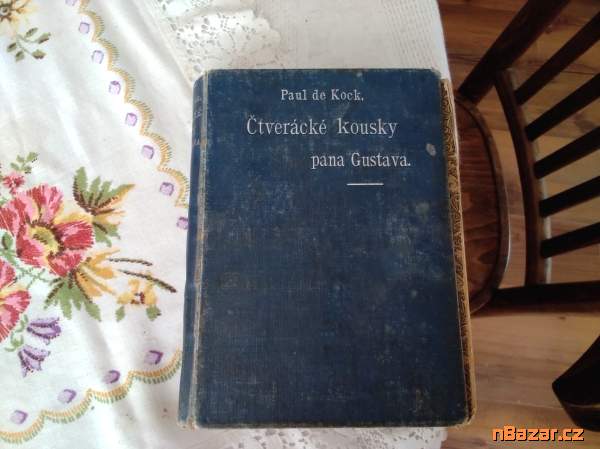 Paul de Kock,
Čtverácké kousky
pana Gustava.
nBazar.cz